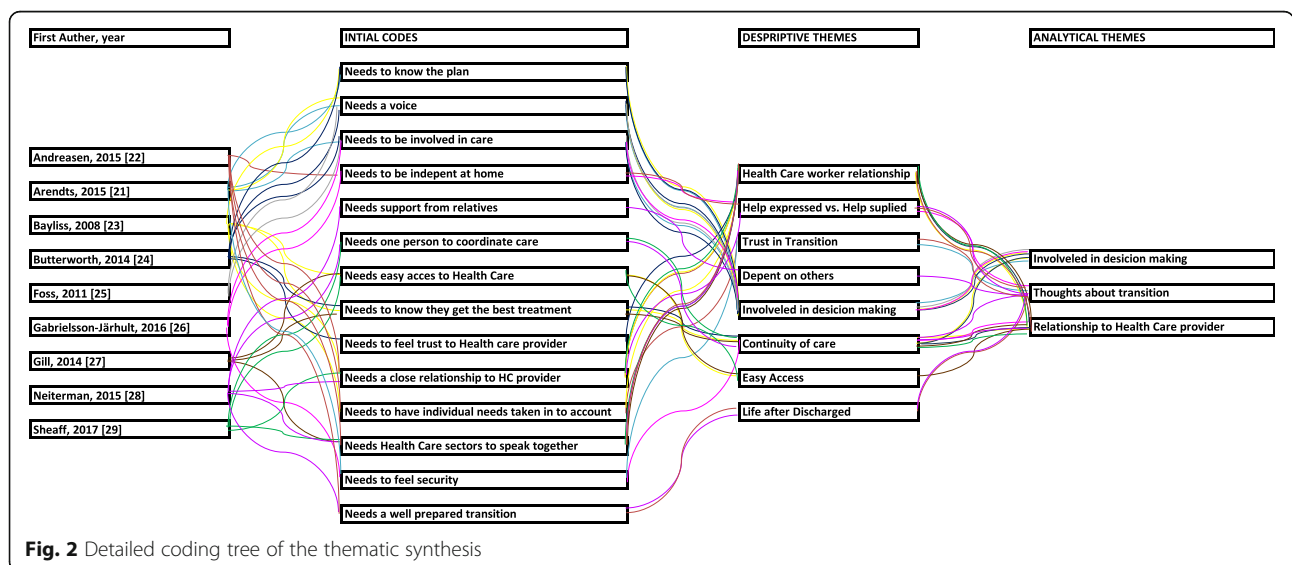 First Auther, year
INTIAL CODES
DESPRIPTIVE THEMES
ANALYTICAL THEMES
Andreasen, 2015 [22]
Arendts, 2015 [21]
Bayliss, 2008 [23]
Butterworth, 2014 [24]
Foss, 2011 [25]
Gabrielsson-Järhult, 2016 [26]
Gill, 2014 [27]
Neiterman, 2015 [28]
Sheaff, 2017 [29]
Needs to know the plan
Needs a voice
Needs to be involved in care
Needs to be indepent at home
Needs support from relatives
Needs one person to coordinate care
Needs easy acces to Health Care
Needs to know they get the best treatment
Needs to feel trust to Health care provider
Needs a close relationship to HC provider
Needs to have individual needs taken in to account
Needs Health Care sectors to speak together
Needs to feel security
Needs a well prepared transition
Health Care worker relationship
Help expressed vs. Help suplied
Trust in Transition
Depent on others
Involveled in desicion making
Continuity of care
Easy Access
Life after Discharged
Involveled in desicion making
Thoughts about transition
Relationship to Health Care provider
Fig. 2 Detailed coding tree of the thematic synthesis